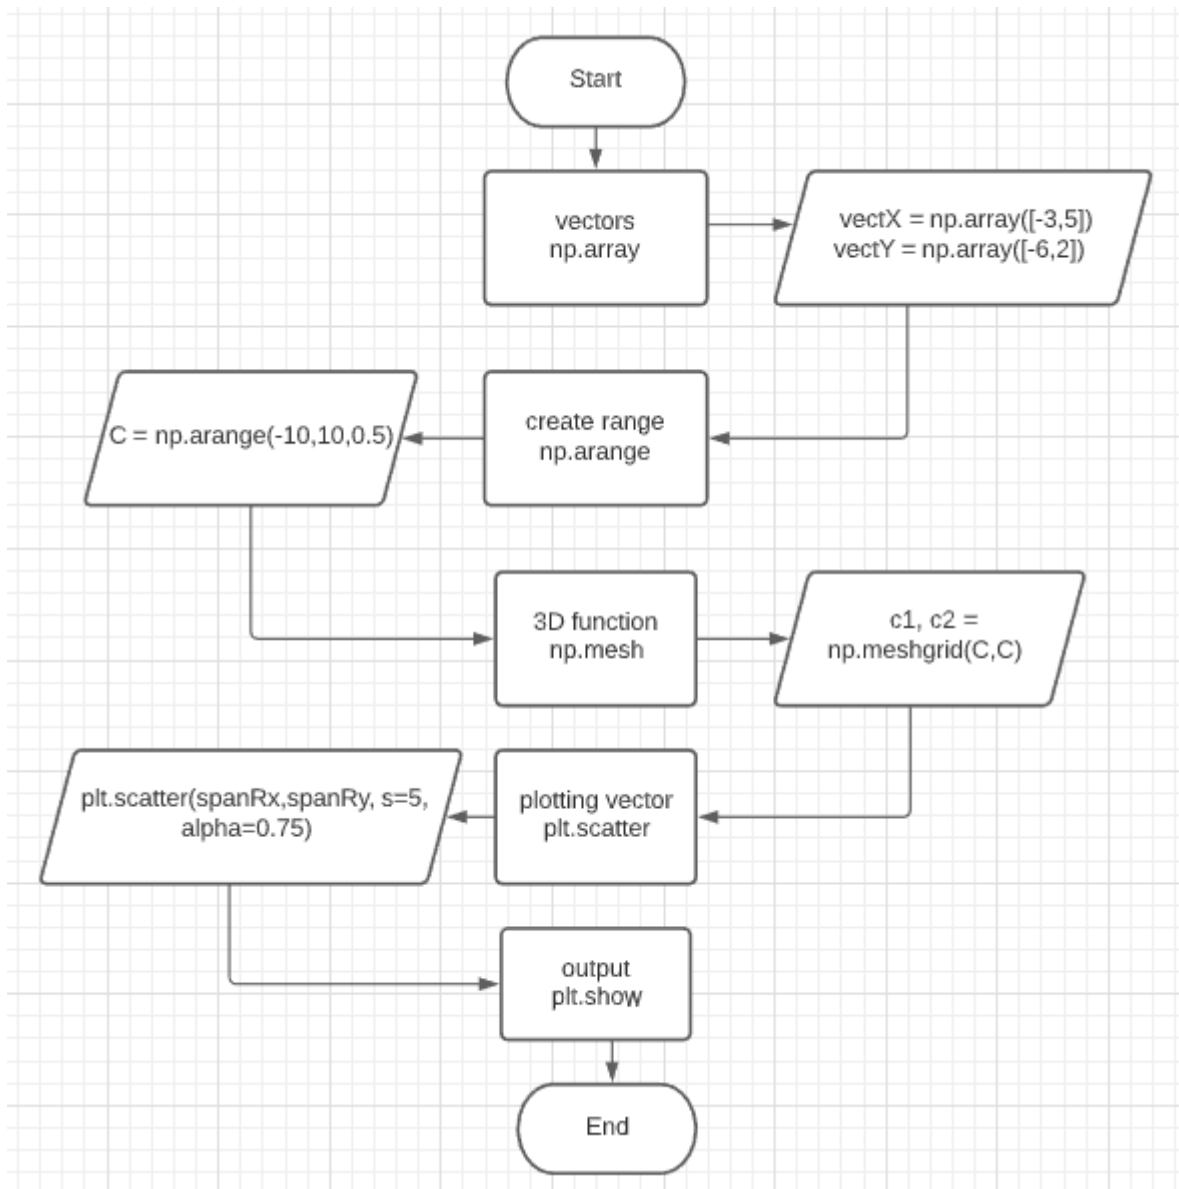 Start
vectors
np.array
vectX = np.array([-3,5])
vectY = np.array([-6,2])
create range
np.arange
C = np.arange(-10,10,0.5)
3D function
np.mesh
c1, c2 =
np.meshgrid(C,C)
plotting vector
plt.scatter
plt.scatter(spanRx,spanRy, s=5,
alpha=0.75)
output
plt.show
End